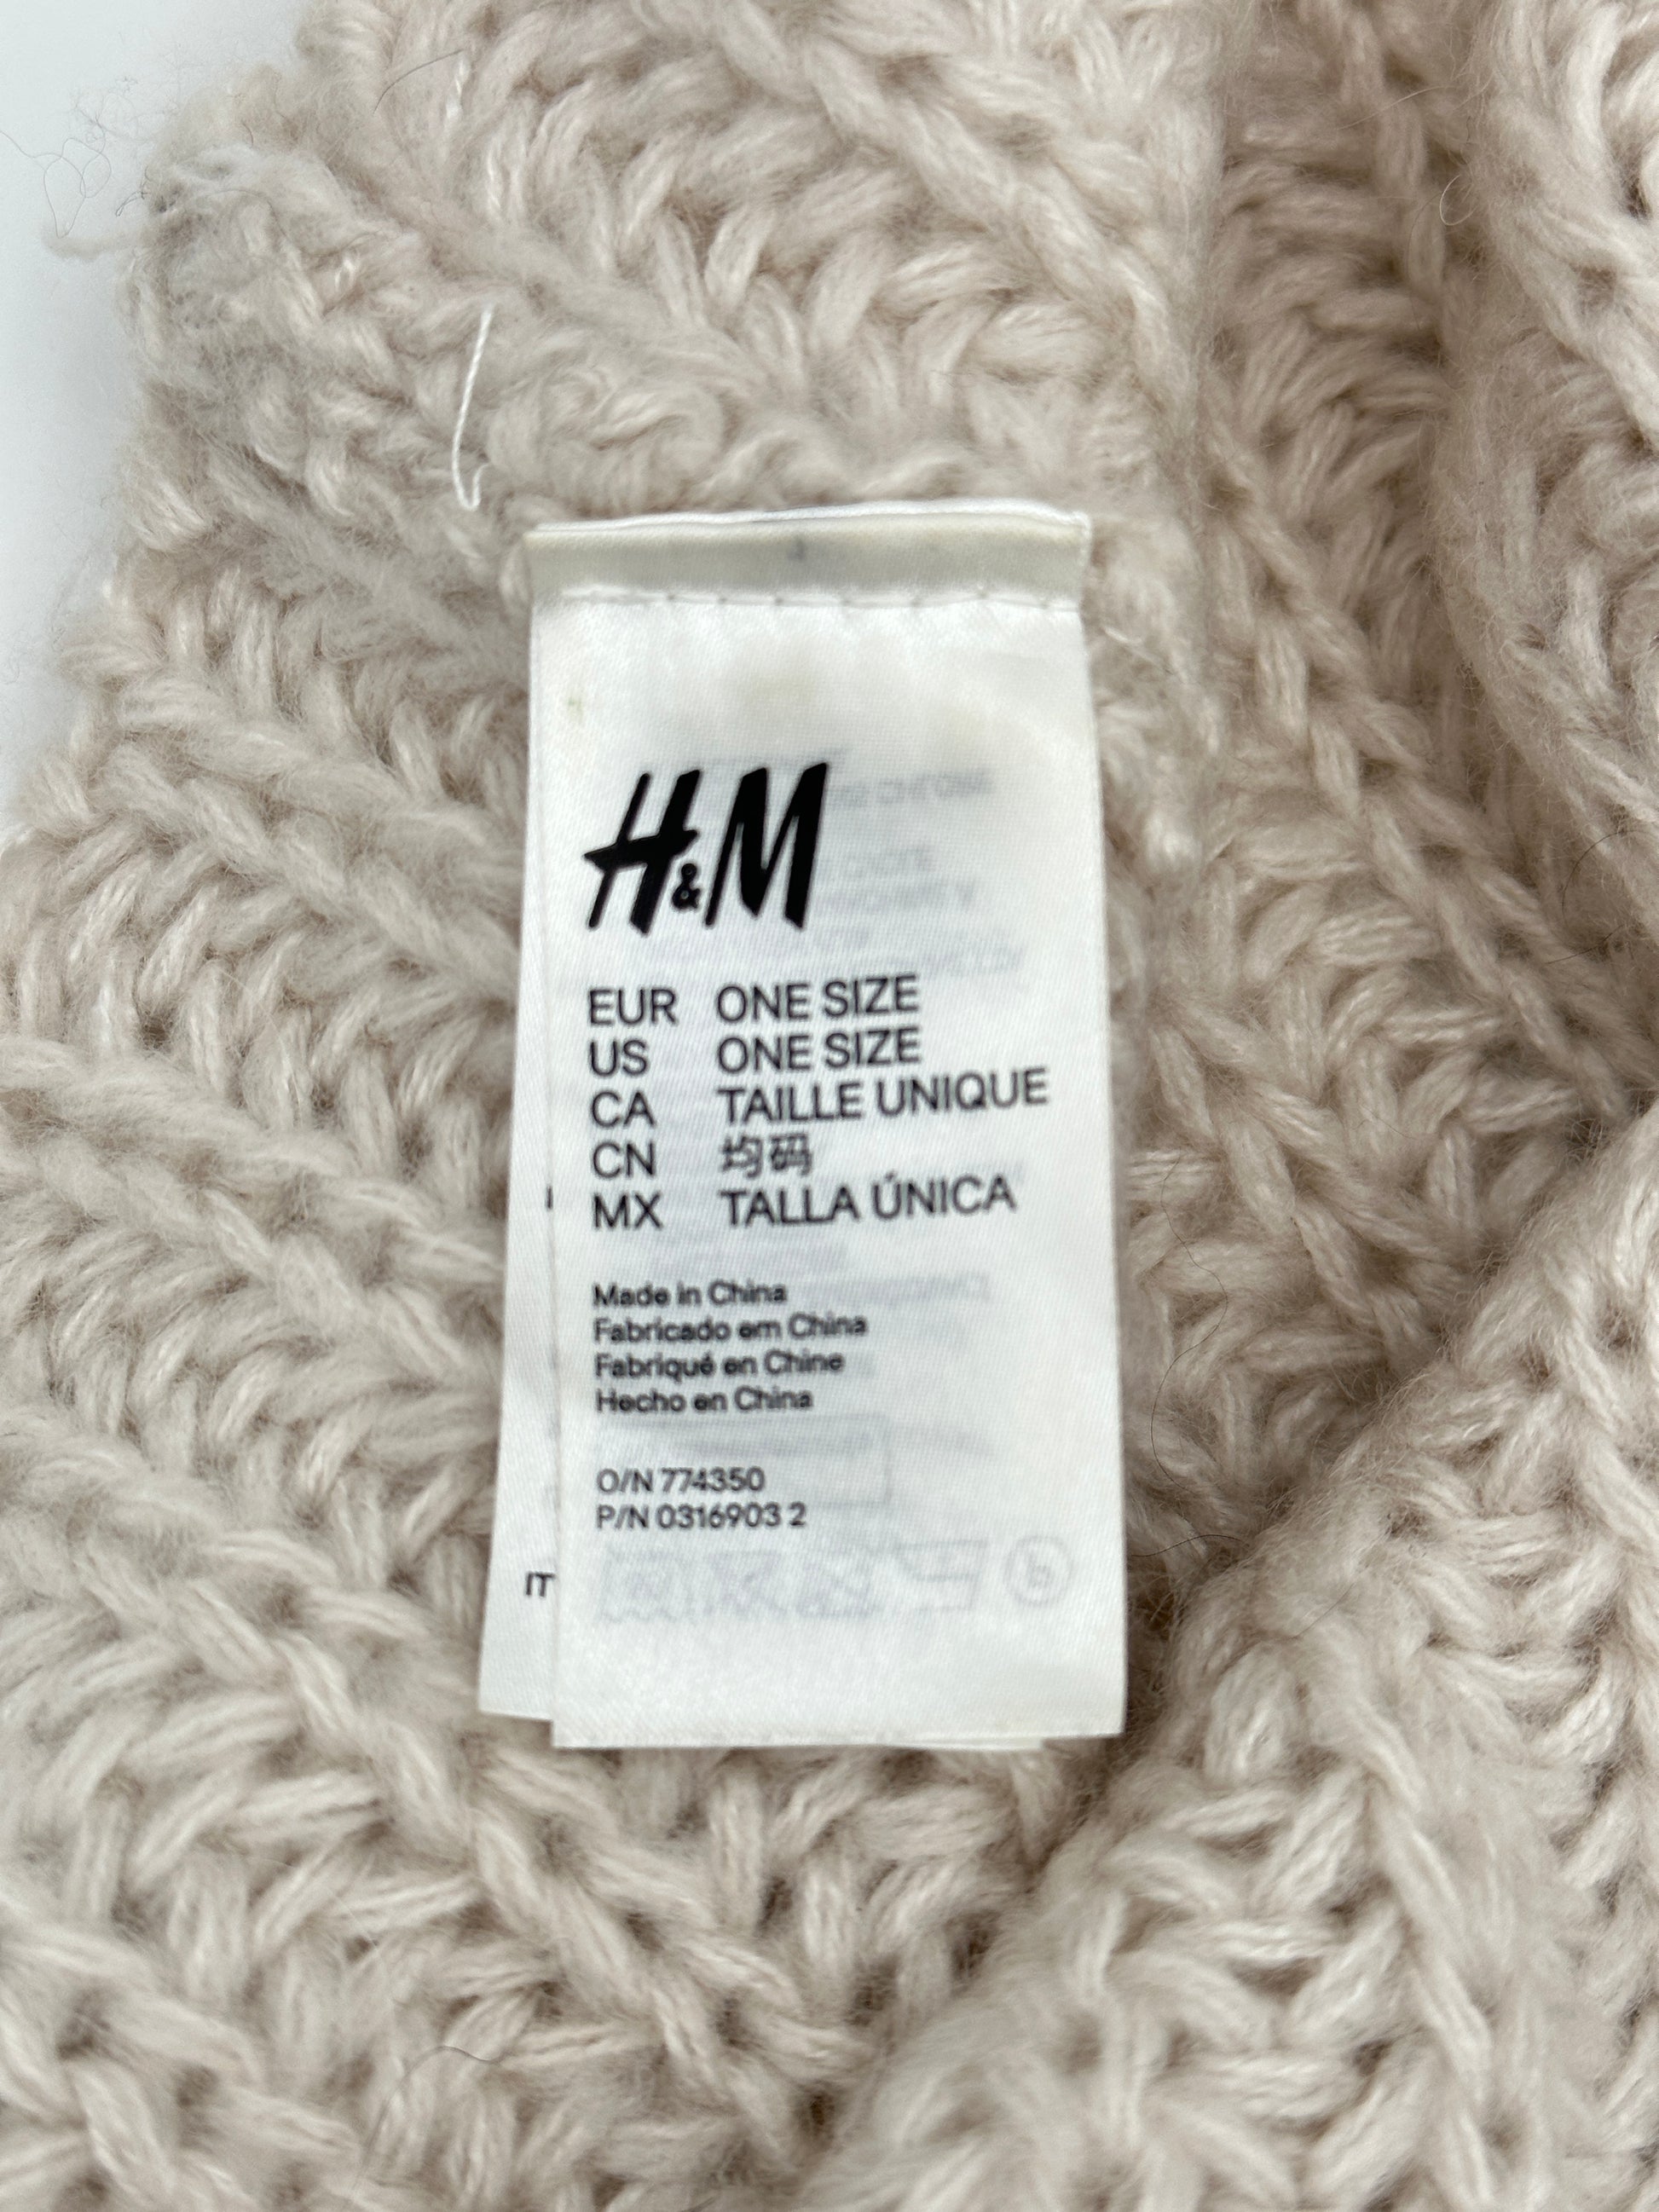 H&M
EUR ONE SIZE
US ONE SIZE
CA TAILLE UNIQUE
CN 均码
MX TALLA ÚNICA
Made in China
Fabricado em China
Fabriqué en Chine
Hecho en China
O/N 774350
P/N 0316903 2
IT